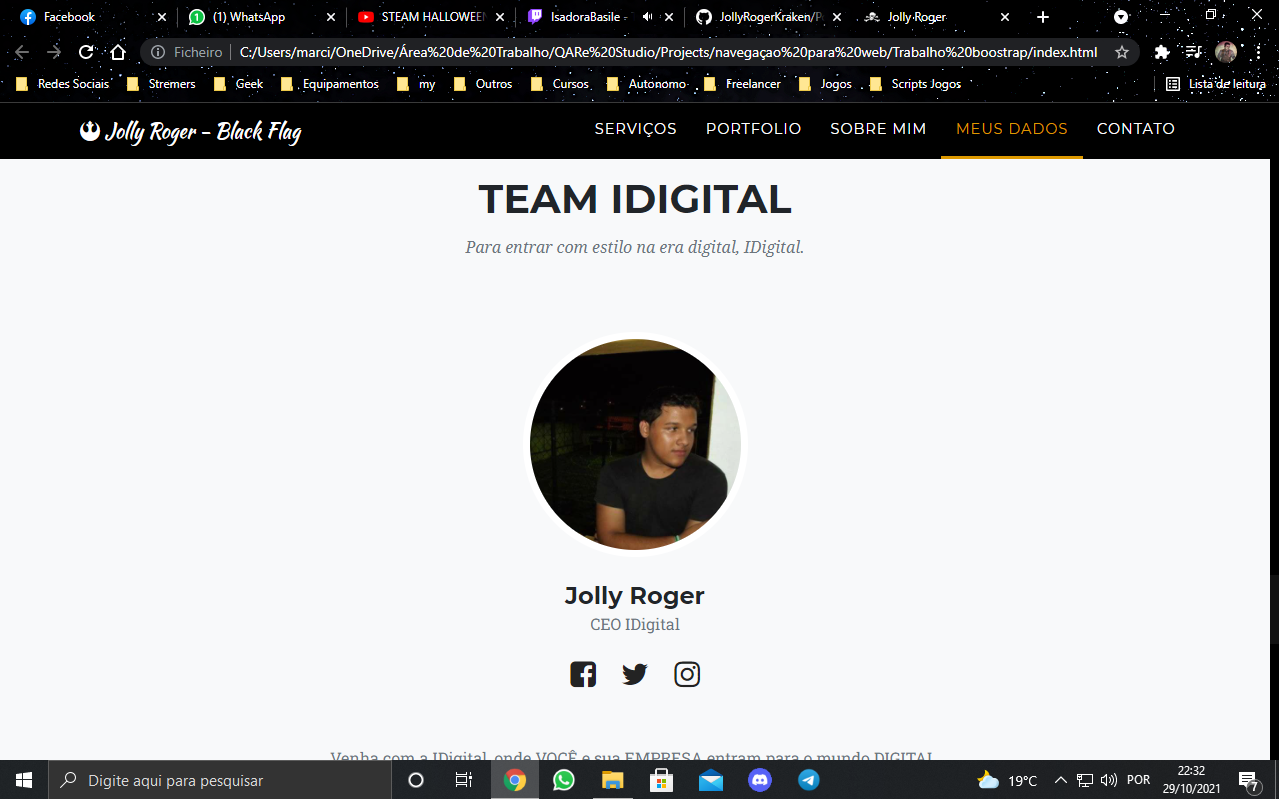 Facebook
(1) WhatsApp
STEAM HALLOWEEN
IsadoraBasile -
JollyRogerKraken/Po
Jolly Roger
Ficheiro
C:/Users/marci/OneDrive/Área%20de%20Trabalho/QARe%20Studio/Projects/navegaçao%20para%20web/Trabalho%20boostrap/index.html
Redes Sociais
Stremers
Geek
Equipamentos
my
Outros
Cursos
Autonomo
Freelancer
Jogos
Scripts Jogos
Lista de leitura
Jolly Roger – Black Flag
SERVIÇOS
PORTFOLIO
SOBRE MIM
MEUS DADOS
CONTATO
TEAM IDIGITAL
Para entrar com estilo na era digital, IDigital.
Jolly Roger
CEO IDigital
Venha com a IDigital, onde VOCÊ e sua EMPRESA entram para o mundo DIGITAL
Digite aqui para pesquisar
19°C
POR
22:32
29/10/2021
7